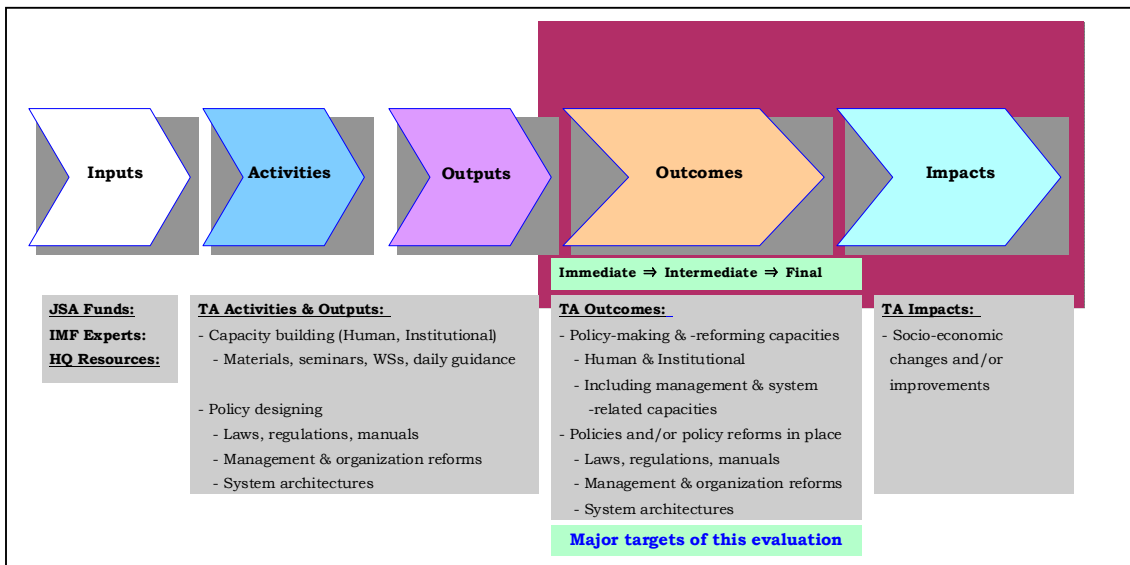 Inputs
Activities
Outputs
Outcomes
Impacts
Immediate ⇒ Intermediate ⇒ Final
JSA Funds:
IMF Experts:
HQ Resources:
TA Activities & Outputs:
- Capacity building (Human, Institutional)
- Materials, seminars, WSs, daily guidance
- Policy designing
- Laws, regulations, manuals
- Management & organization reforms
- System architectures
TA Outcomes:
- Policy-making & -reforming capacities
- Human & Institutional
- Including management & system
-related capacities
- Policies and/or policy reforms in place
- Laws, regulations, manuals
- Management & organization reforms
- System architectures
TA Impacts:
- Socio-economic
changes and/or
improvements
Major targets of this evaluation